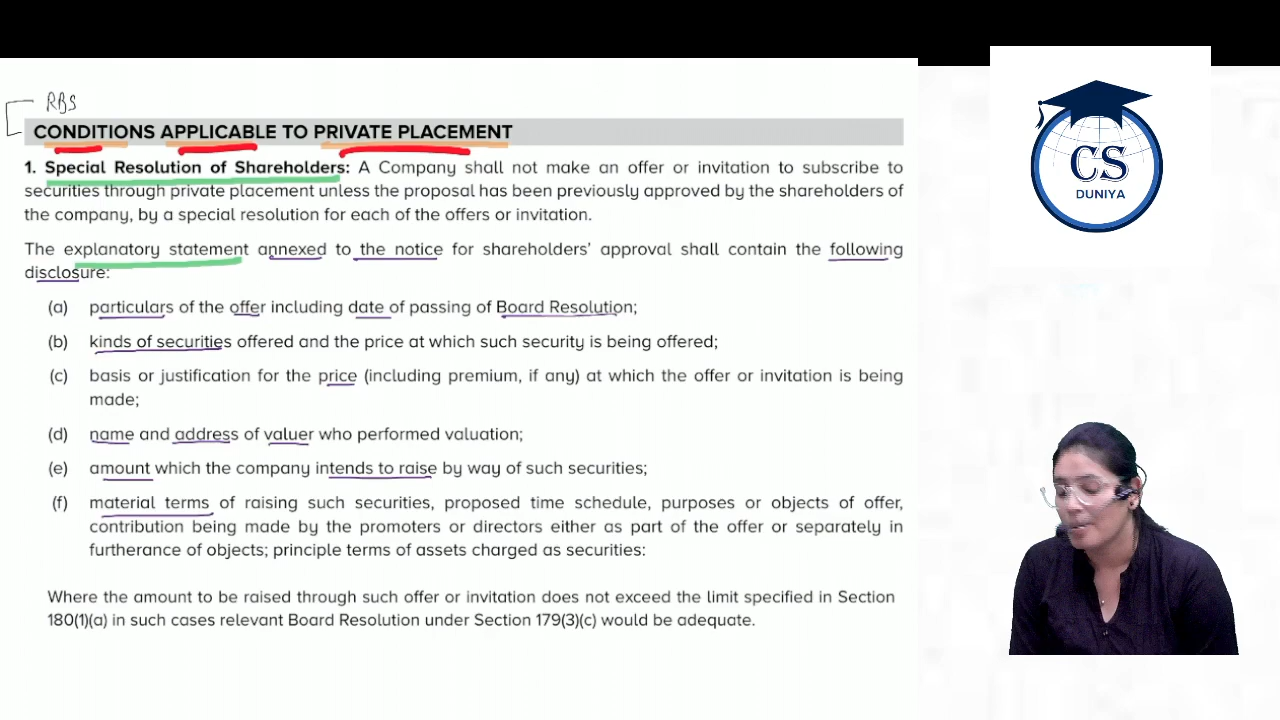 RBS
CONDITIONS APPLICABLE TO PRIVATE PLACEMENT
1. Special Resolution of Shareholders: A Company shall not make an offer or invitation to subscribe to
securities through private placement unless the proposal has been previously approved by the shareholders of
the company, by a special resolution for each of the offers or invitation.
The explanatory statement annexed to the notice for shareholders' approval shall contain the following
disclosure:
(a) particulars of the offer including date of passing of Board Resolution;
(b) kinds of securities offered and the price at which such security is being offered;
(c) basis or justification for the price (including premium, if any) at which the offer or invitation is being
made;
(d) name and address of valuer who performed valuation;
(e) amount which the company intends to raise by way of such securities;
(f) material terms of raising such securities, proposed time schedule, purposes or objects of offer,
contribution being made by the promoters or directors either as part of the offer or separately in
furtherance of objects; principle terms of assets charged as securities:
Where the amount to be raised through such offer or invitation does not exceed the limit specified in Section
180(1)(a) in such cases relevant Board Resolution under Section 179(3)(c) would be adequate.
CS
DUNIYA